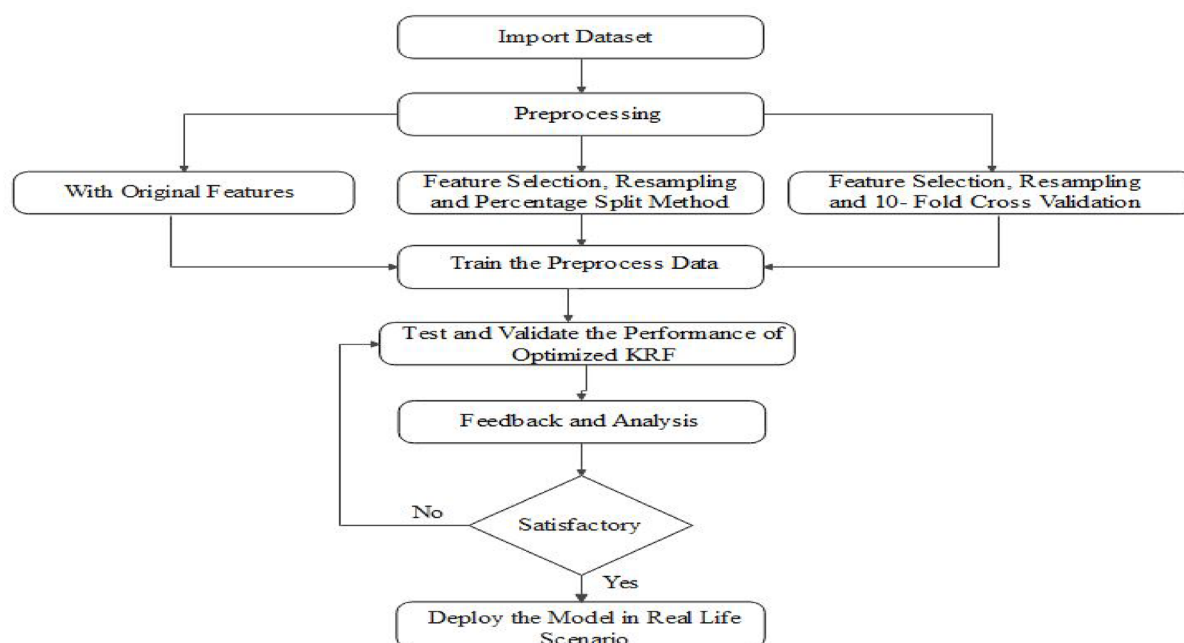 Import Dataset
Preprocessing
With Original Features
Feature Selection, Resampling
and Percentage Split Method
Feature Selection, Resampling
and 10- Fold Cross Validation
Train the Preprocess Data
Test and Validate the Performance of
Optimized KRF
Feedback and Analysis
Satisfactory
No
Yes
Deploy the Model in Real Life
Scenario